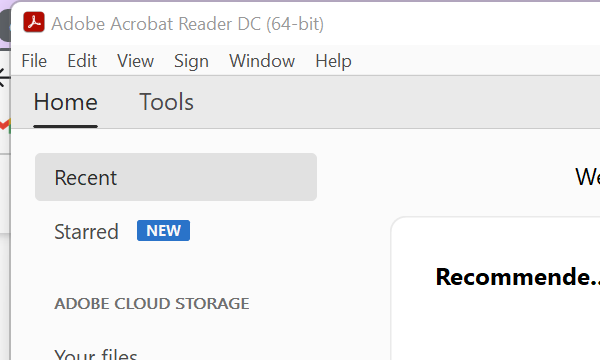 Adobe Acrobat Reader DC (64-bit)
File Edit View Sign Window Help
Home Tools
Recent
We
Starred NEW
Recommende..
ADOBE CLOUD STORAGE
Your files